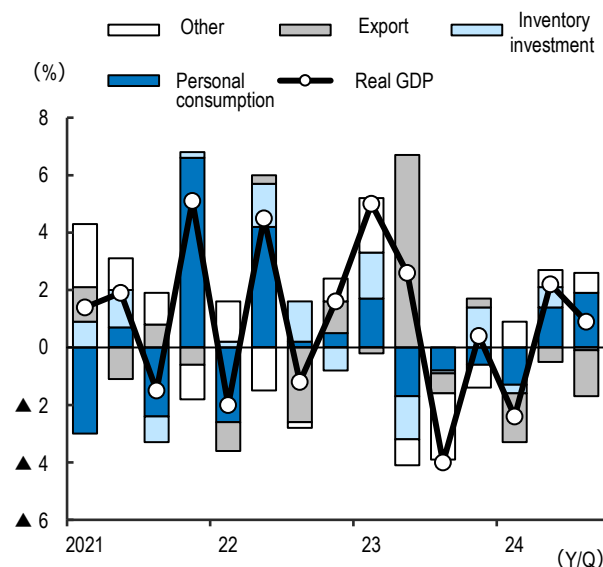 Other
Export
Inventory
investment
(%)
Personal
consumption
Real GDP
8
6
4
2
0
▲ 2
▲ 4
▲ 6
2021 22 23 24 (Y/Q)